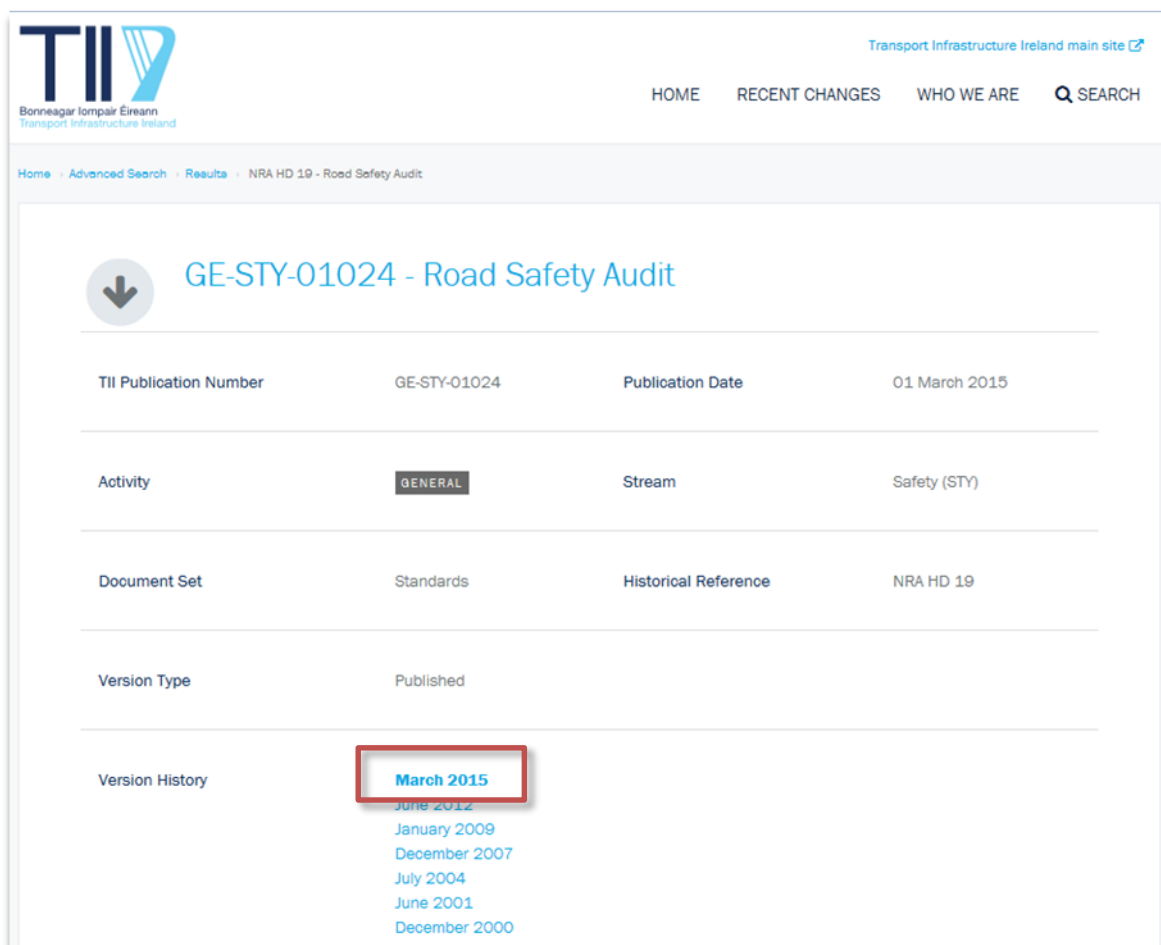 TII
Bonneagar Iompair Éireann
Transport Infrastructure Ireland
Transport Infrastructure Ireland main site
HOME RECENT CHANGES WHO WE ARE SEARCH
Home › Advanced Search › Results › NRA HD 19 - Road Safety Audit
GE-STY-01024 - Road Safety Audit
TII Publication Number GE-STY-01024 Publication Date 01 March 2015
Activity GENERAL Stream Safety (STY)
Document Set Standards Historical Reference NRA HD 19
Version Type Published
Version History March 2015
June 2012
January 2009
December 2007
July 2004
June 2001
December 2000